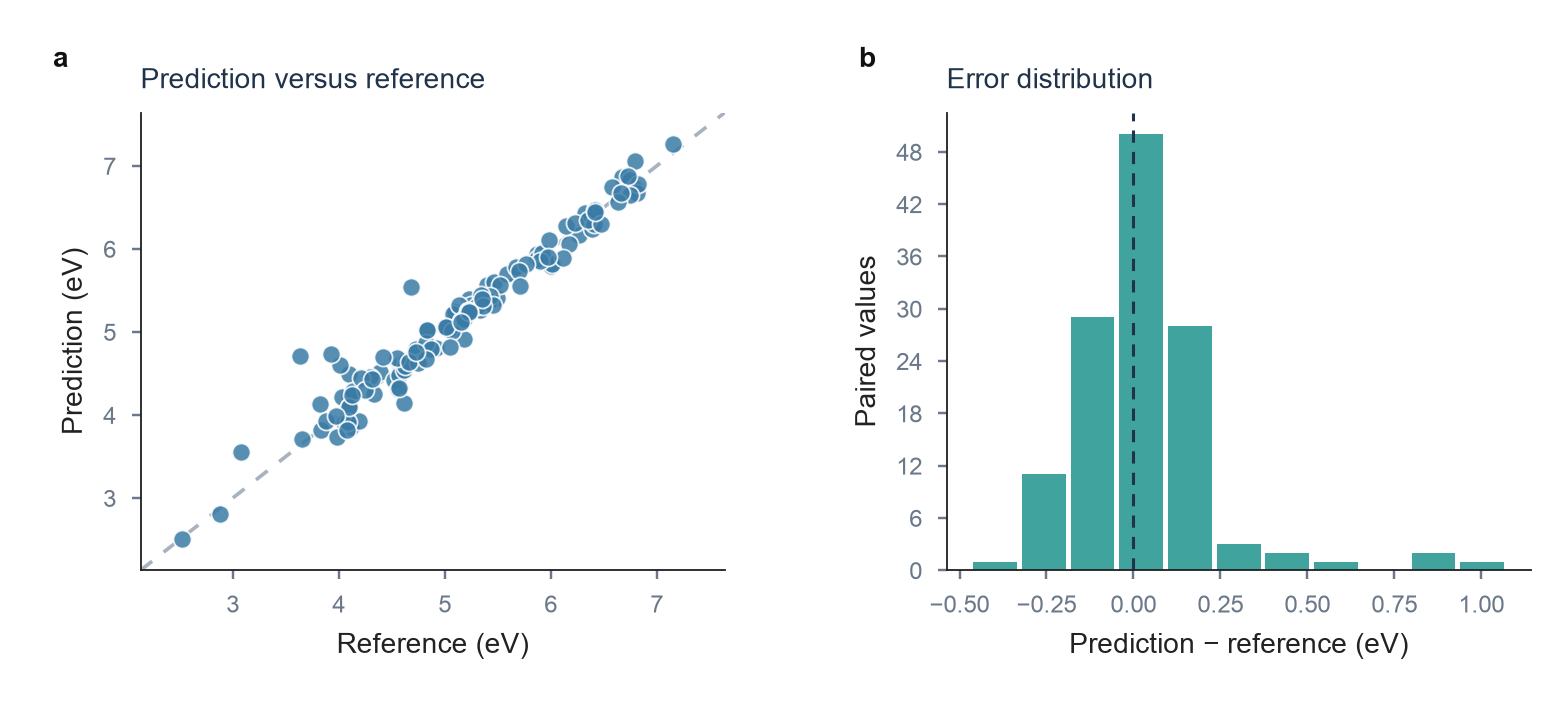 a
Prediction versus reference
7
6
5
4
3
Prediction (eV)
3 4 5 6 7
Reference (eV)
b
Error distribution
48
42
36
30
24
18
12
6
0
Paired values
−0.50 −0.25 0.00 0.25 0.50 0.75 1.00
Prediction − reference (eV)